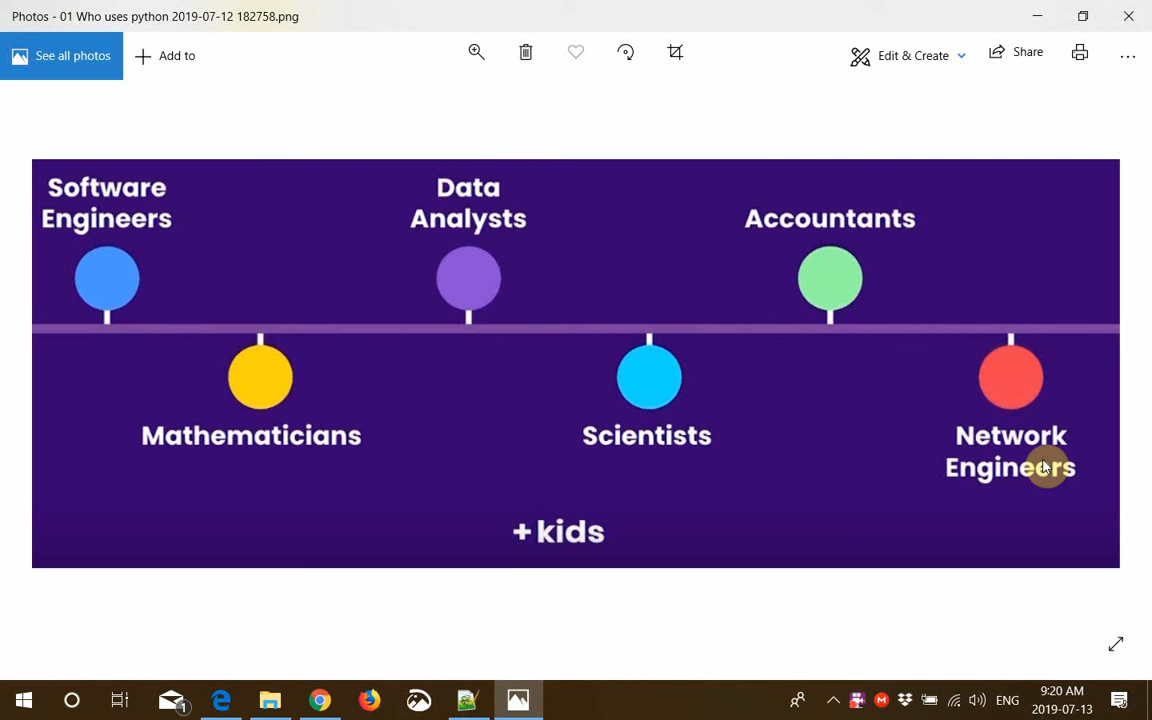 Photos - 01 Who uses python 2019-07-12 182758.png
See all photos
Add to
Edit & Create
Share
Software
Engineers
Data
Analysts
Accountants
Mathematicians
Scientists
Network
Engineers
+kids
1
ENG
9:20 AM
2019-07-13